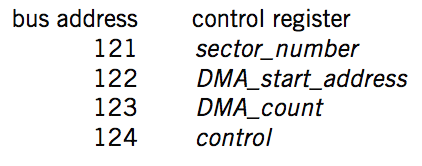 bus address control register
121 sector_number
122 DMA_start_address
123 DMA_count
124 control